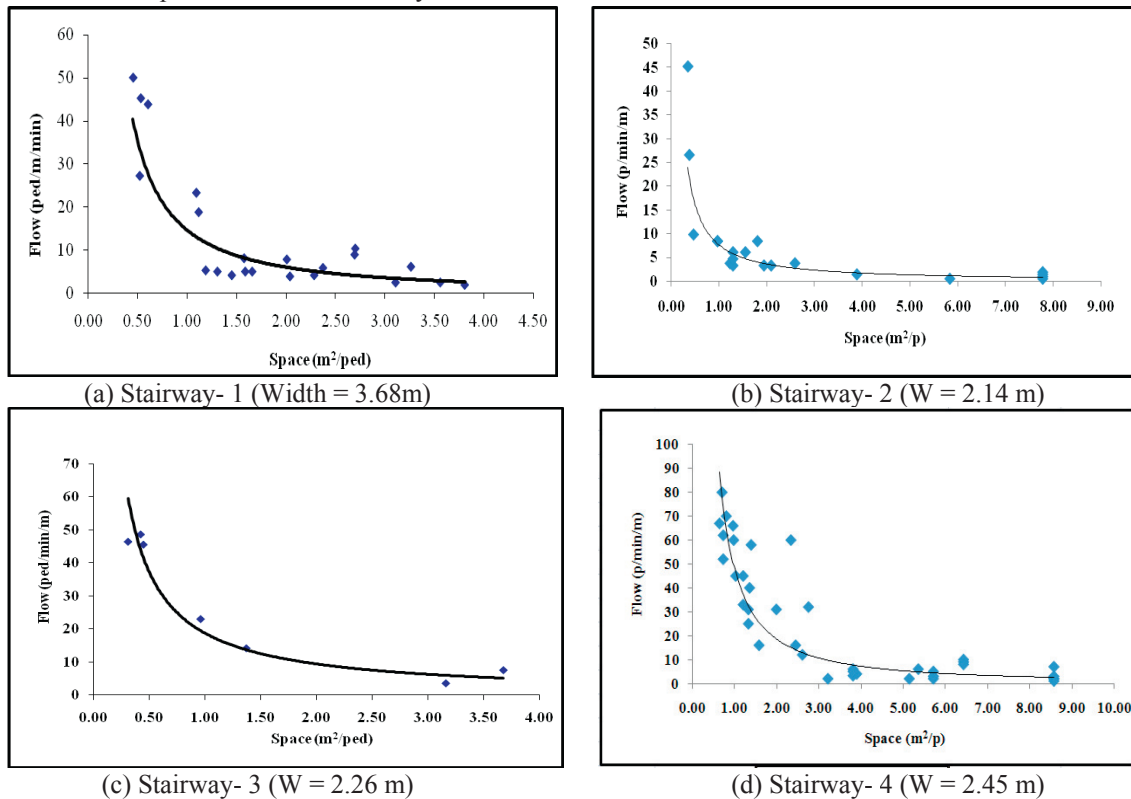 60
50
40
30
20
10
0
Flow (ped/m/min)
0.00 0.50 1.00 1.50 2.00 2.50 3.00 3.50 4.00 4.50
Space (m²/ped)
(a) Stairway- 1 (Width = 3.68m)
50
45
40
35
30
25
20
15
10
5
0
Flow (p/min/m)
0.00 1.00 2.00 3.00 4.00 5.00 6.00 7.00 8.00 9.00
Space (m²/p)
(b) Stairway- 2 (W = 2.14 m)
70
60
50
40
30
20
10
0
Flow (ped/min/m)
0.00 0.50 1.00 1.50 2.00 2.50 3.00 3.50 4.00
Space (m²/ped)
(c) Stairway- 3 (W = 2.26 m)
100
90
80
70
60
50
40
30
20
10
0
Flow (p/min/m)
0.00 1.00 2.00 3.00 4.00 5.00 6.00 7.00 8.00 9.00 10.00
Space (m²/p)
(d) Stairway- 4 (W = 2.45 m)